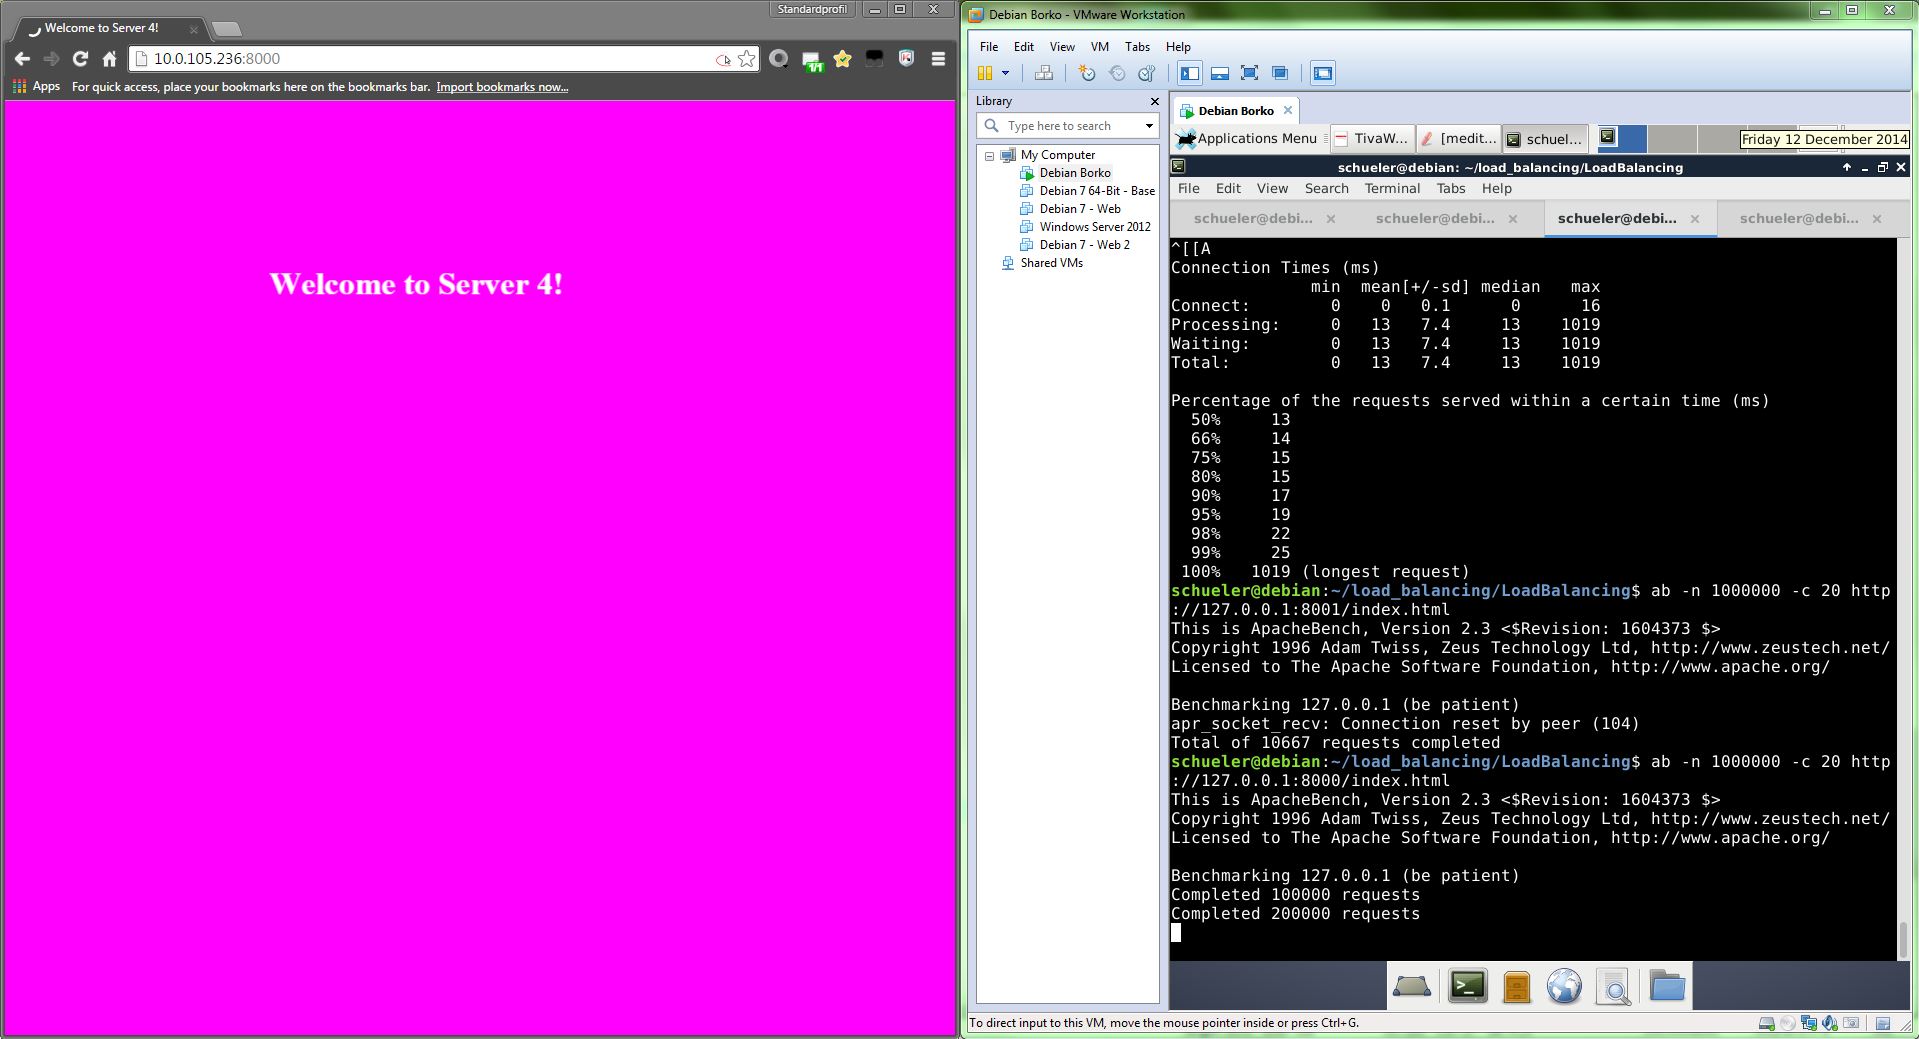 Standardprofil
Welcome to Server 4!
10.0.105.236:8000
1/1
Apps For quick access, place your bookmarks here on the bookmarks bar. Import bookmarks now...
Welcome to Server 4!
Debian Borko - VMware Workstation
File Edit View VM Tabs Help
Library
Type here to search
My Computer
Debian Borko
Debian 7 64-Bit - Base
Debian 7 - Web
Windows Server 2012
Debian 7 - Web 2
Shared VMs
Debian Borko
Applications Menu TivaW... [medit... schuel... Friday 12 December 2014
schueler@debian: ~/load_balancing/LoadBalancing
File Edit View Search Terminal Tabs Help
schueler@debi... schueler@debi... schueler@debi... schueler@debi...
^[[A
Connection Times (ms)
              min  mean[+/-sd] median   max
Connect:        0    0   0.1      0      16
Processing:     0   13   7.4     13    1019
Waiting:        0   13   7.4     13    1019
Total:          0   13   7.4     13    1019
Percentage of the requests served within a certain time (ms)
  50%     13
  66%     14
  75%     15
  80%     15
  90%     17
  95%     19
  98%     22
  99%     25
 100%   1019 (longest request)
schueler@debian:~/load_balancing/LoadBalancing$ ab -n 1000000 -c 20 http
://127.0.0.1:8001/index.html
This is ApacheBench, Version 2.3 <$Revision: 1604373 $>
Copyright 1996 Adam Twiss, Zeus Technology Ltd, http://www.zeustech.net/
Licensed to The Apache Software Foundation, http://www.apache.org/
Benchmarking 127.0.0.1 (be patient)
apr_socket_recv: Connection reset by peer (104)
Total of 10667 requests completed
schueler@debian:~/load_balancing/LoadBalancing$ ab -n 1000000 -c 20 http
://127.0.0.1:8000/index.html
This is ApacheBench, Version 2.3 <$Revision: 1604373 $>
Copyright 1996 Adam Twiss, Zeus Technology Ltd, http://www.zeustech.net/
Licensed to The Apache Software Foundation, http://www.apache.org/
Benchmarking 127.0.0.1 (be patient)
Completed 100000 requests
Completed 200000 requests
To direct input to this VM, move the mouse pointer inside or press Ctrl+G.